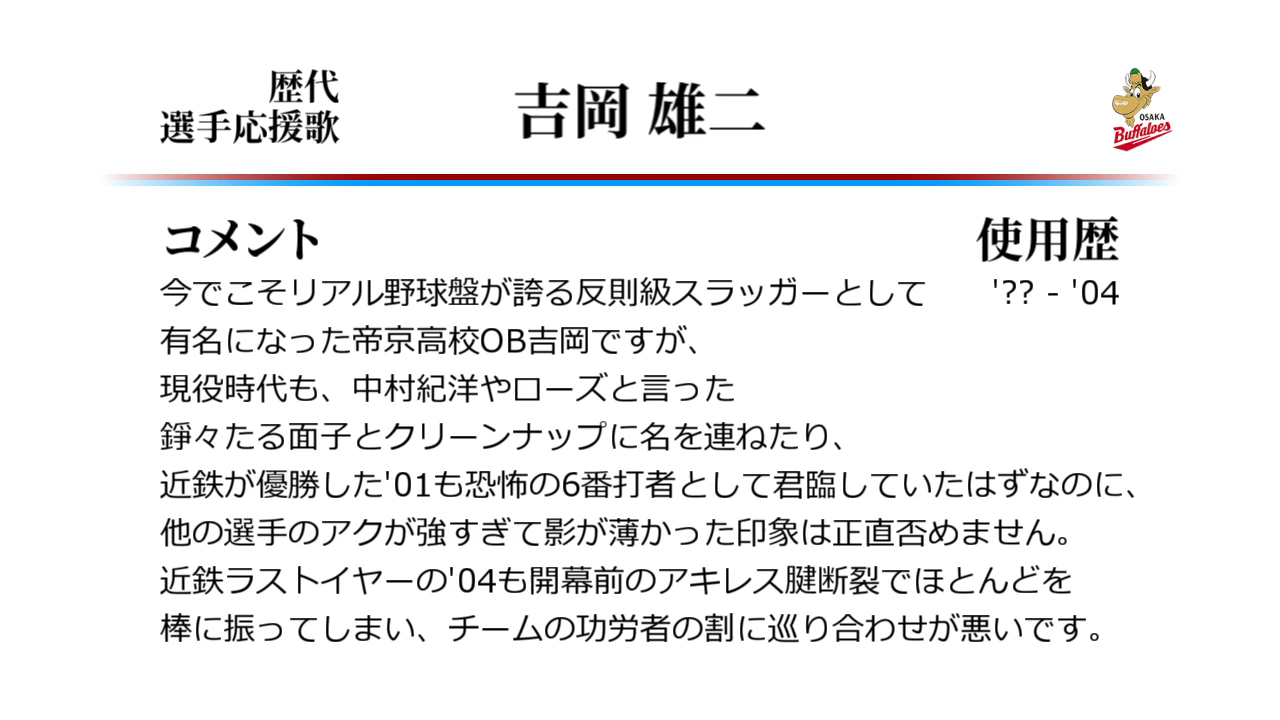 歴代
選手応援歌
吉岡 雄二
OSAKA
Buffaloes
コメント
使用歴
今でこそリアル野球盤が誇る反則級スラッガーとして
'?? - '04
有名になった帝京高校OB吉岡ですが、
現役時代も、中村紀洋やローズと言った
錚々たる面子とクリーンナップに名を連ねたり、
近鉄が優勝した'01も恐怖の6番打者として君臨していたはずなのに、
他の選手のアクが強すぎて影が薄かった印象は正直否めません。
近鉄ラストイヤーの'04も開幕前のアキレス腱断裂でほとんどを
棒に振ってしまい、チームの功労者の割に巡り合わせが悪いです。